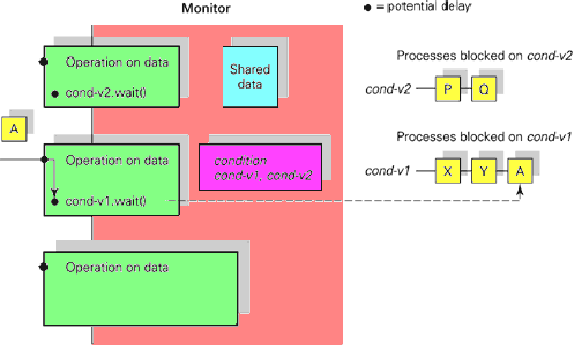 Monitor
● = potential delay
Operation on data
cond-v2.wait()
Shared
data
Processes blocked on cond-v2
cond-v2
P
Q
A
Operation on data
cond-v1.wait()
condition
cond-v1, cond-v2
Processes blocked on cond-v1
cond-v1
X
Y
A
Operation on data